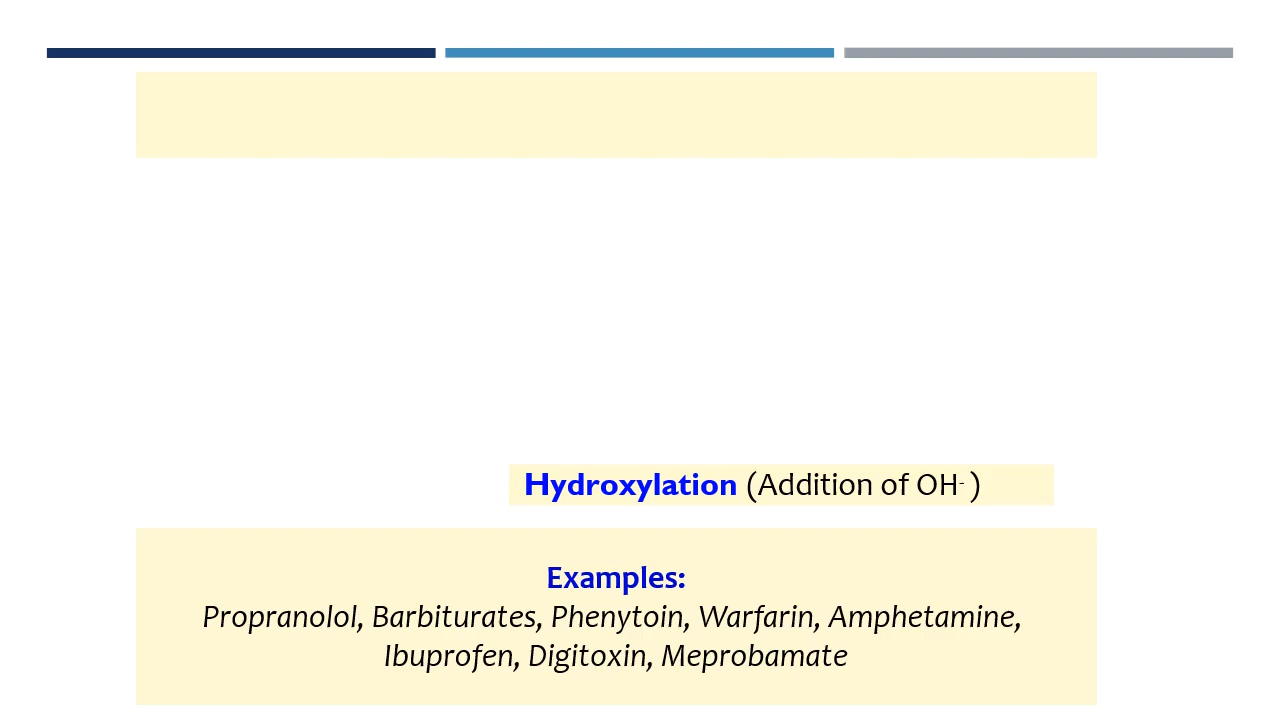 Hydroxylation (Addition of OH- )
Examples:
Propranolol, Barbiturates, Phenytoin, Warfarin, Amphetamine,
Ibuprofen, Digitoxin, Meprobamate